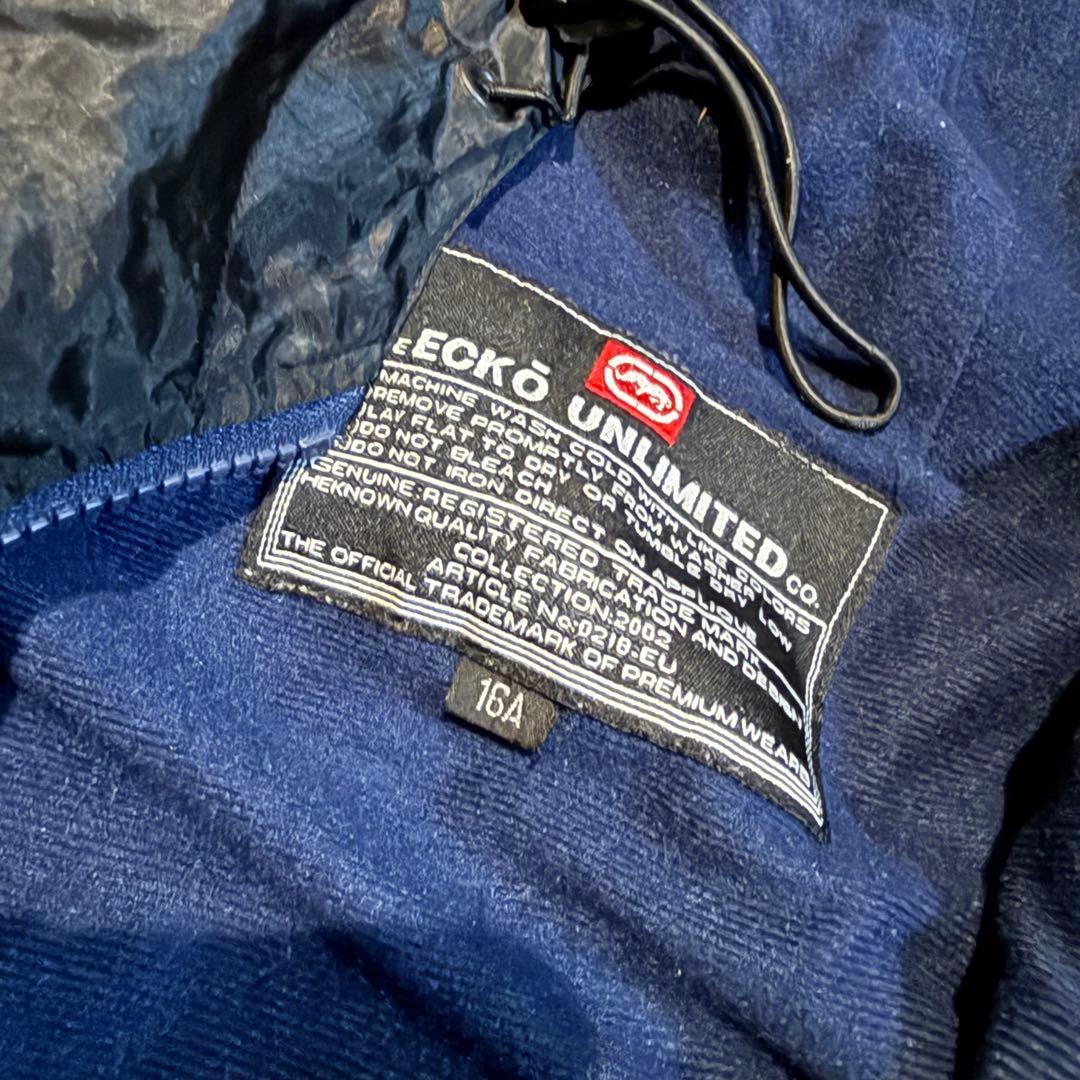 ECKŌ UNLIMITED CO.
MACHINE WASH COLD WITH LIKE COLORS
REMOVE PROMPTLY FROM WASHER
LAY FLAT TO DRY OR TUMBLE DRY LOW
DO NOT BLEACH
DO NOT IRON DIRECT ON APPLIQUE
GENUINE REGISTERED TRADE MARK
HEKNOWN QUALITY FABRICATION AND DESIGN
COLLECTION:2002
ARTICLE No:0218-EU
THE OFFICIAL TRADEMARK OF PREMIUM WEARS
16A